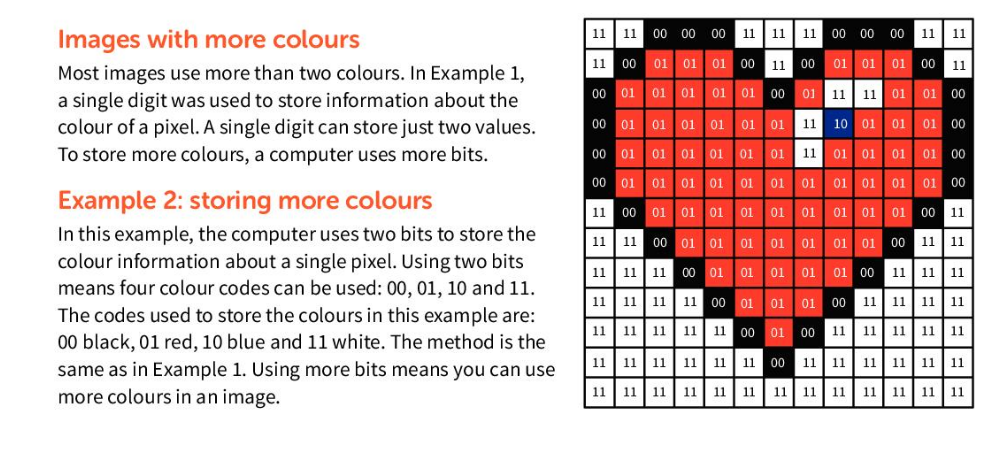 Images with more colours
Most images use more than two colours. In Example 1,
a single digit was used to store information about the
colour of a pixel. A single digit can store just two values.
To store more colours, a computer uses more bits.
Example 2: storing more colours
In this example, the computer uses two bits to store the
colour information about a single pixel. Using two bits
means four colour codes can be used: 00, 01, 10 and 11.
The codes used to store the colours in this example are:
00 black, 01 red, 10 blue and 11 white. The method is the
same as in Example 1. Using more bits means you can use
more colours in an image.
11 11 00 00 00 11 11 11 00 00 00 11 11
11 00 01 01 01 00 11 00 01 01 01 00 11
00 01 01 01 01 01 00 01 11 11 01 01 00
00 01 01 01 01 01 01 11 10 01 01 01 00
00 01 01 01 01 01 01 11 01 01 01 01 00
00 01 01 01 01 01 01 01 01 01 01 01 00
11 00 01 01 01 01 01 01 01 01 01 00 11
11 11 00 01 01 01 01 01 01 01 00 11 11
11 11 11 00 01 01 01 01 01 00 11 11 11
11 11 11 11 00 01 01 01 00 11 11 11 11
11 11 11 11 11 00 01 00 11 11 11 11 11
11 11 11 11 11 11 00 11 11 11 11 11 11
11 11 11 11 11 11 11 11 11 11 11 11 11